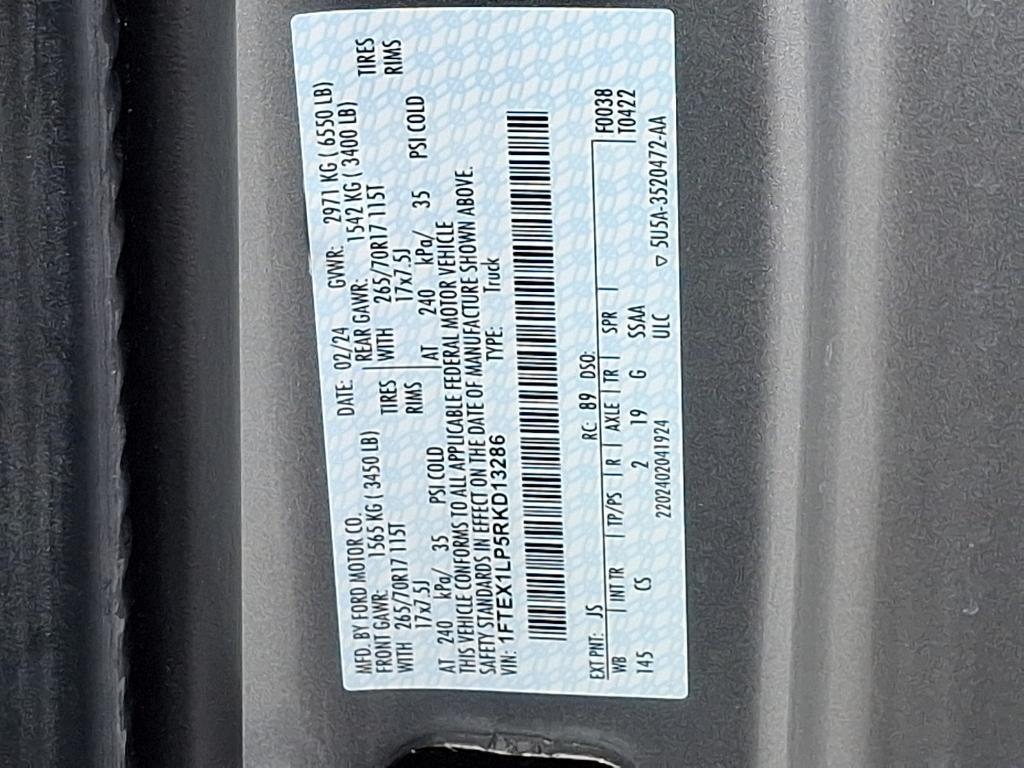 MFD. BY FORD MOTOR CO. DATE: 02/24 GVWR: 2971 KG ( 6550 LB)
FRONT GAWR: 1565 KG ( 3450 LB) REAR GAWR: 1542 KG ( 3400 LB)
WITH 265/70R17 115T TIRES WITH 265/70R17 115T TIRES
17x7.5J RIMS 17x7.5J RIMS
AT 240 kPa/ 35 PSI COLD AT 240 kPa/ 35 PSI COLD
THIS VEHICLE CONFORMS TO ALL APPLICABLE FEDERAL MOTOR VEHICLE
SAFETY STANDARDS IN EFFECT ON THE DATE OF MANUFACTURE SHOWN ABOVE.
VIN: 1FTEX1LP5RKD13286 TYPE: Truck
EXT PNT: JS RC: 89 DSO: F0038
WB INT TR TP/PS R AXLE TR SPR T0422
145 CS 2 19 G SSAA
2202402041924 ULC ▽ 5U5A-3520472-AA